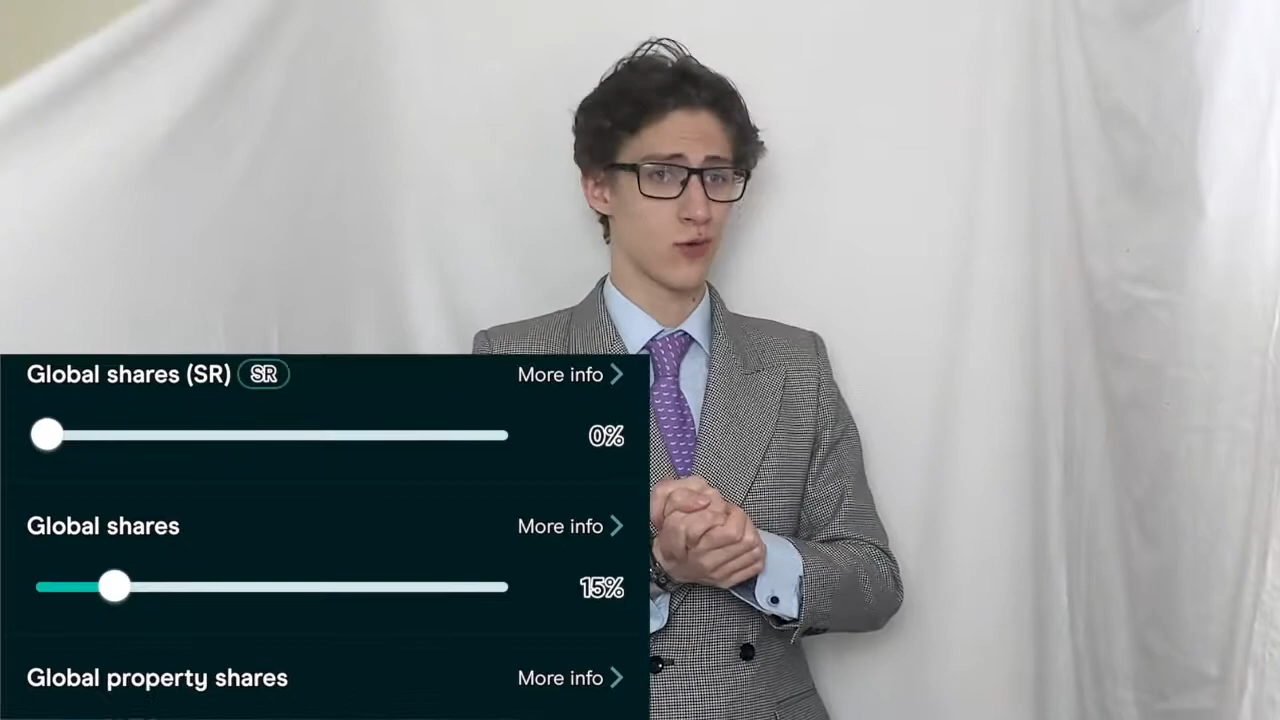 Global shares (SR) SR More info
0%
Global shares More info
15%
Global property shares More info